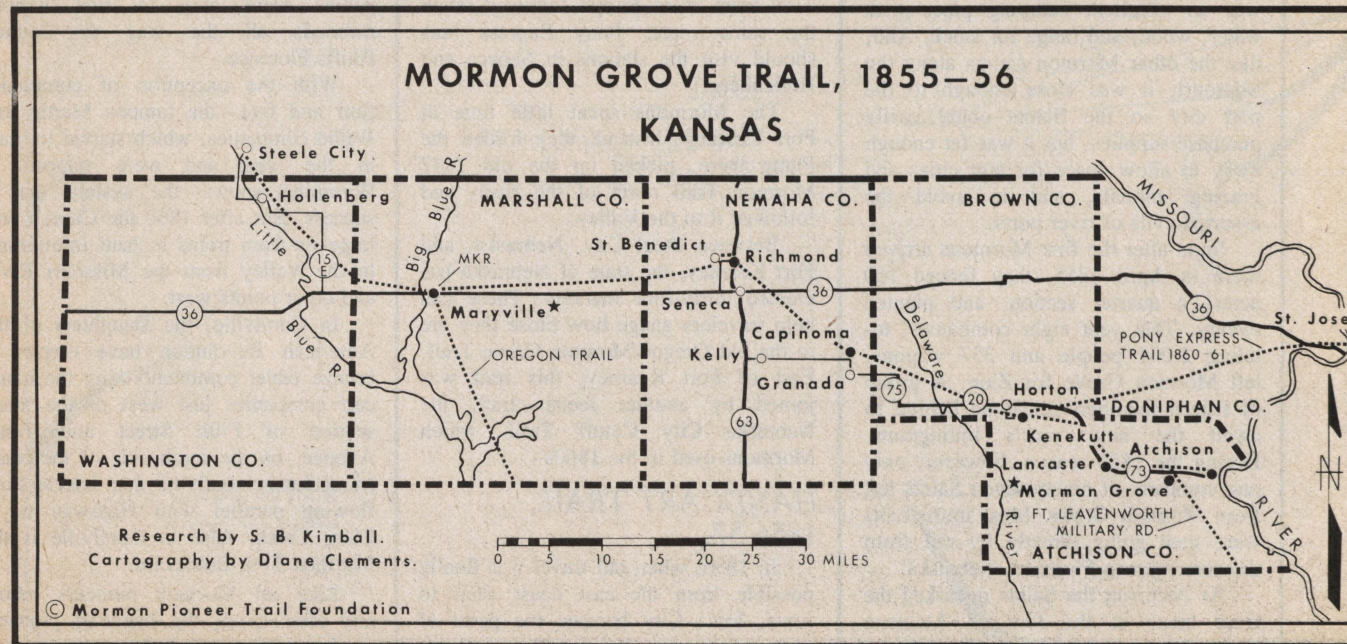 MORMON GROVE TRAIL, 1855–56
KANSAS
Steele City
Hollenberg
Little
Blue R.
15
E
36
Big Blue R.
MARSHALL CO.
NEMAHA CO.
BROWN CO.
MISSOURI
RIVER
MKR.
St. Benedict
Richmond
Maryville
Seneca
36
36
St. Jose
OREGON TRAIL
Capinona
Kelly
Granada
75
63
Delaware
River
20
Horton
PONY EXPRESS
TRAIL 1860
DONIPHAN CO.
Kenekutt
Atchison
Lancaster
73
Mormon Grove
FT LEAVENWORTH
MILITARY RD
ATCHISON CO.
WASHINGTON CO.
N
Research by S.B. Kimball.
Cartography by Diane Clements.
0 5 10 15 20 25 30 MILES
© Mormon Pioneer Trail Foundation